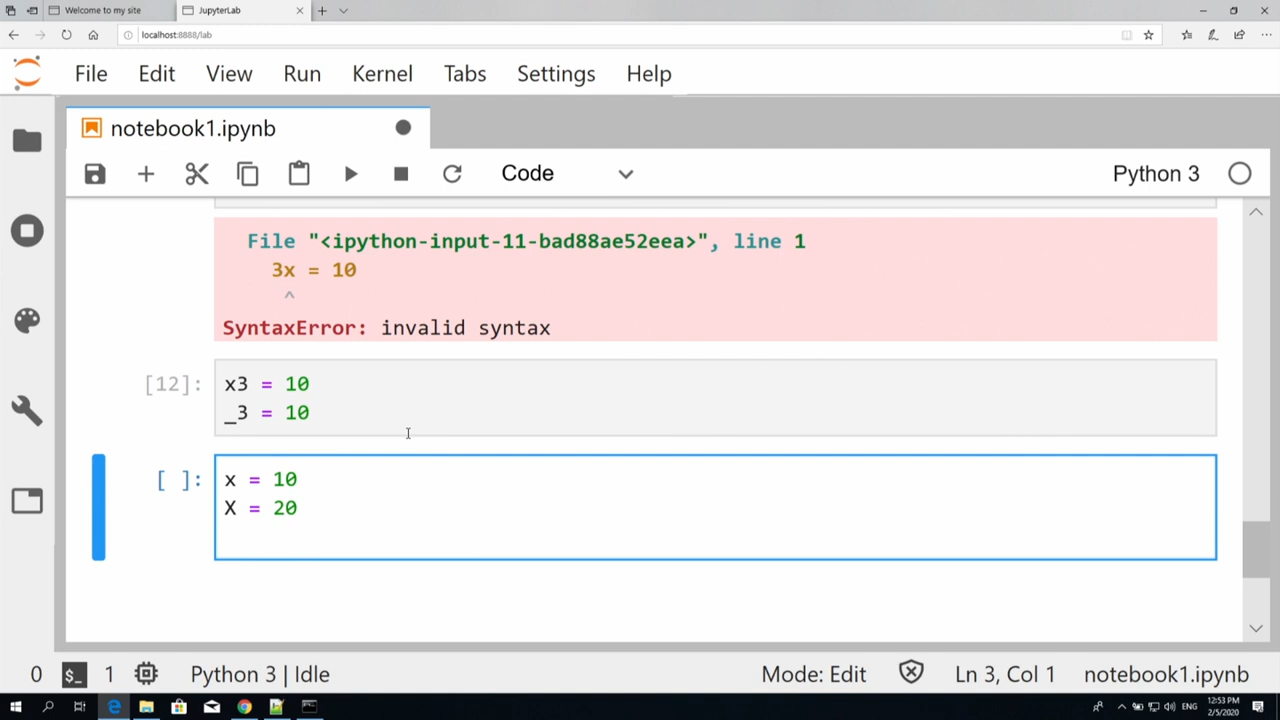 Welcome to my site
JupyterLab
localhost:8888/lab
File Edit View Run Kernel Tabs Settings Help
notebook1.ipynb
Code
Python 3
File "<ipython-input-11-bad88ae52eea>", line 1
3x = 10
^
SyntaxError: invalid syntax
[12]: x3 = 10
_3 = 10
[ ]: x = 10
X = 20
0 $_ 1 Python 3 | Idle Mode: Edit Ln 3, Col 1 notebook1.ipynb
ENG
12:53 PM
2/5/2020